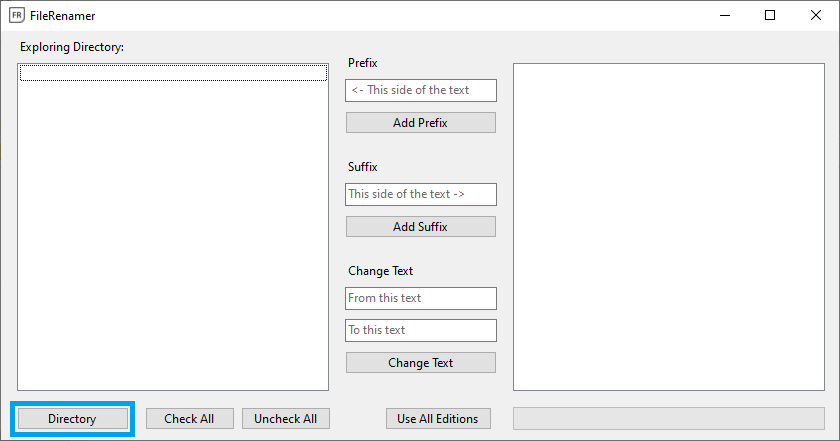 FR FileRenamer
Exploring Directory:
Prefix
<- This side of the text
Add Prefix
Suffix
This side of the text ->
Add Suffix
Change Text
From this text
To this text
Change Text
Directory Check All Uncheck All Use All Editions